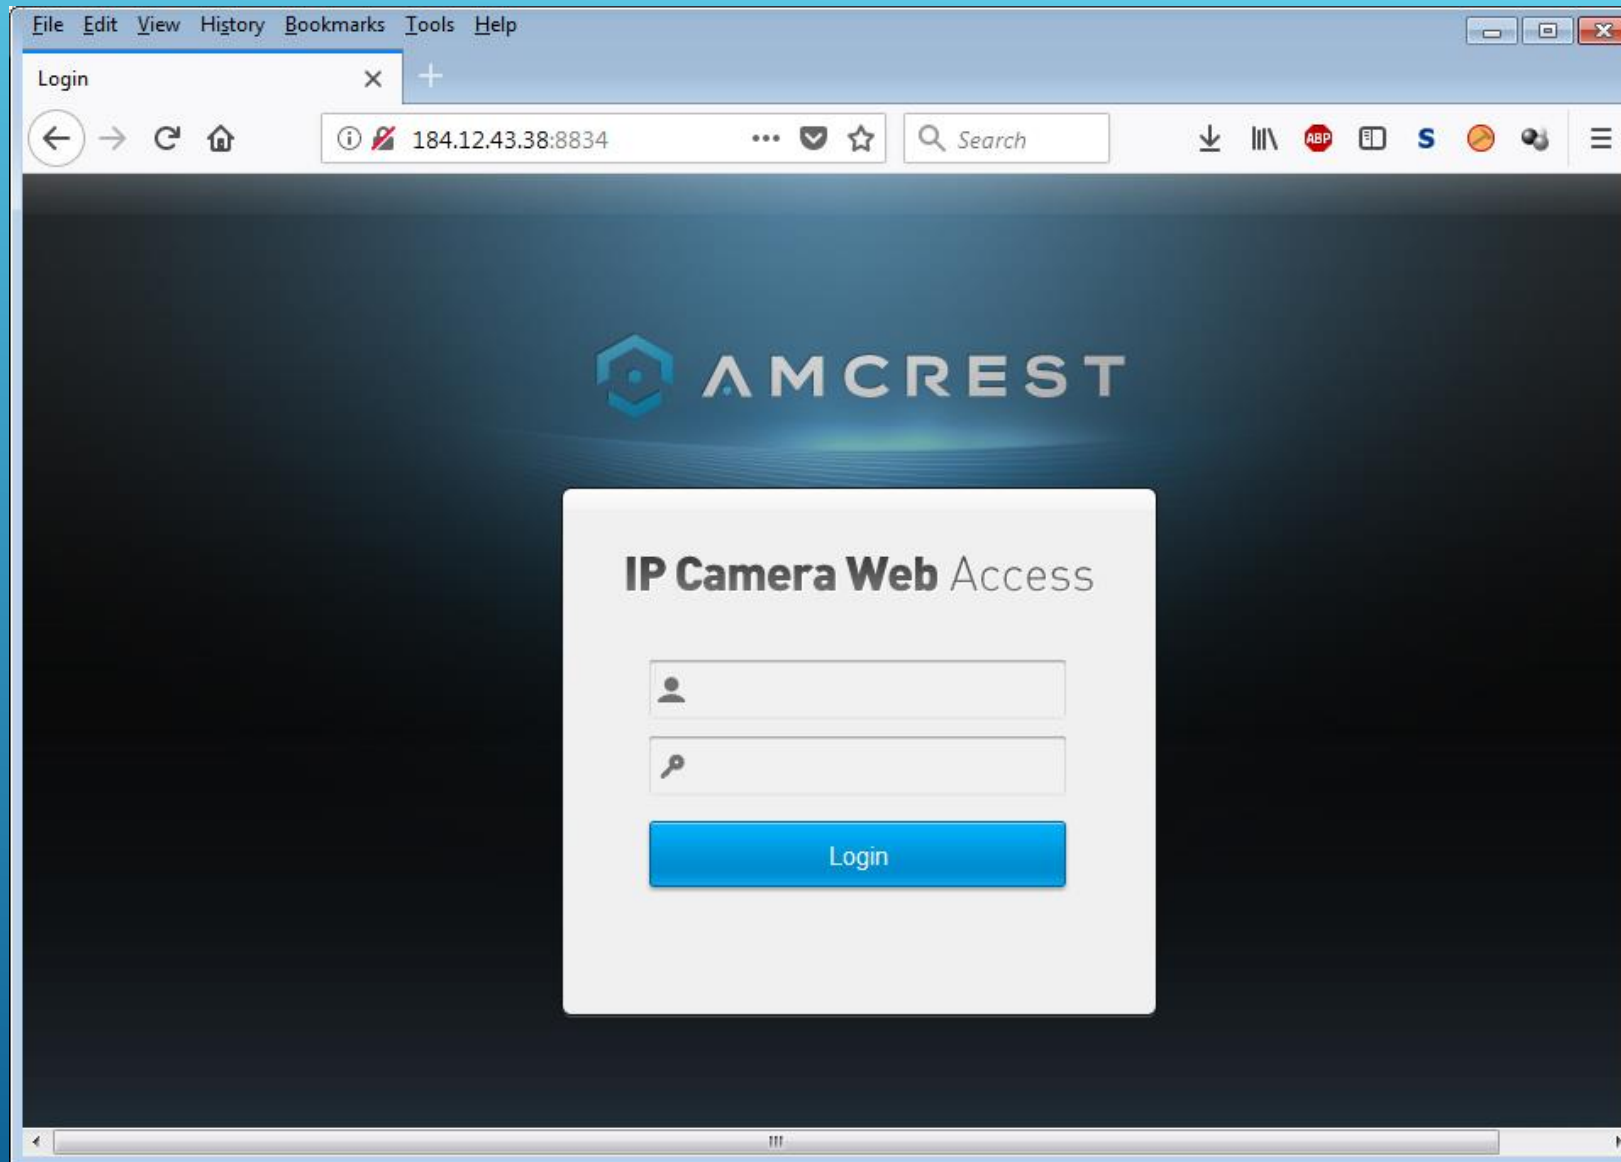 File Edit View History Bookmarks Tools Help
Login
184.12.43.38:8834
Search
ABP
S
AMCREST
IP Camera Web Access
Login